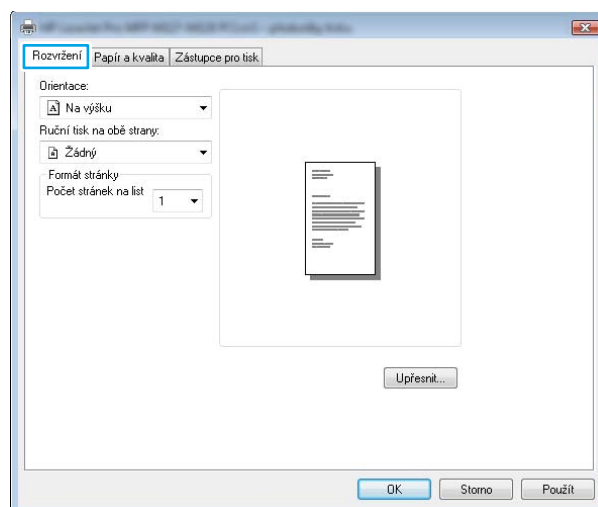 Rozvržení
Papír a kvalita
Zástupce pro tisk
Orientace:
Na výšku
Ruční tisk na obě strany:
Žádný
Formát stránky
Počet stránek na list
1
Upřesnit...
OK
Storno
Použít